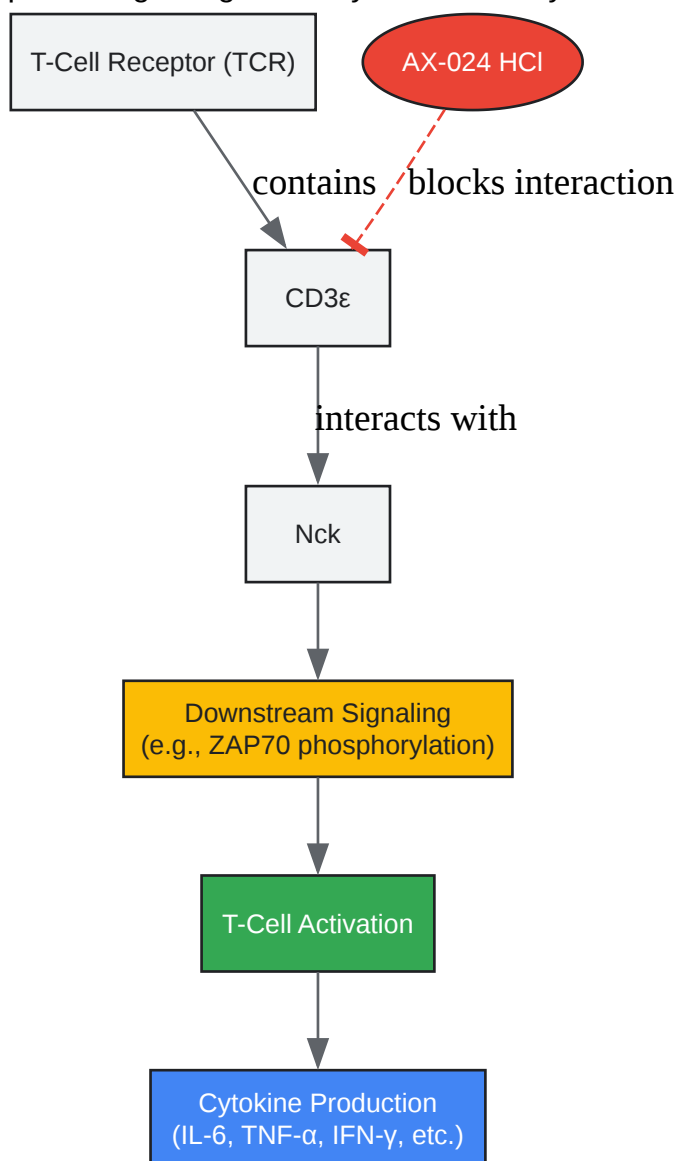 T-Cell Receptor (TCR)
AX-024 HCl
contains
blocks interaction
CD3ε
interacts with
Nck
Downstream Signaling
(e.g., ZAP70 phosphorylation)
T-Cell Activation
Cytokine Production
(IL-6, TNF-α, IFN-γ, etc.)